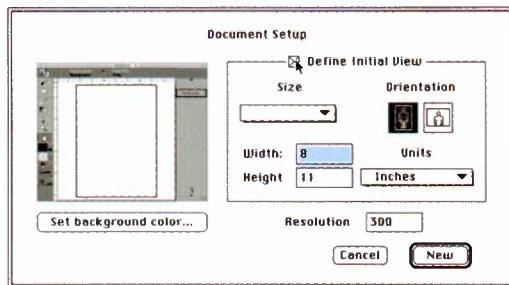 Document Setup
Define Initial View
Size
Orientation
Width: 8
Units
Height 11
Inches
Set background color...
Resolution 300
Cancel
New